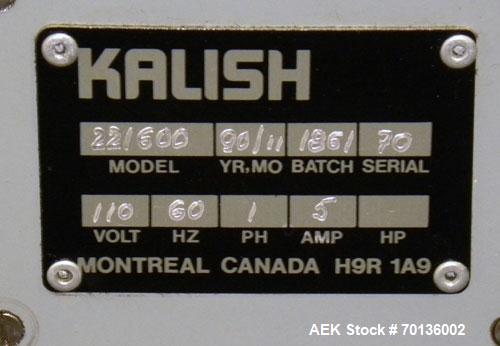 KALISH
22/600 90/11 1861 70
MODEL YR,MO BATCH SERIAL
110 60 1 5
VOLT HZ PH AMP HP
MONTREAL CANADA H9R 1A9
AEK Stock # 70136002